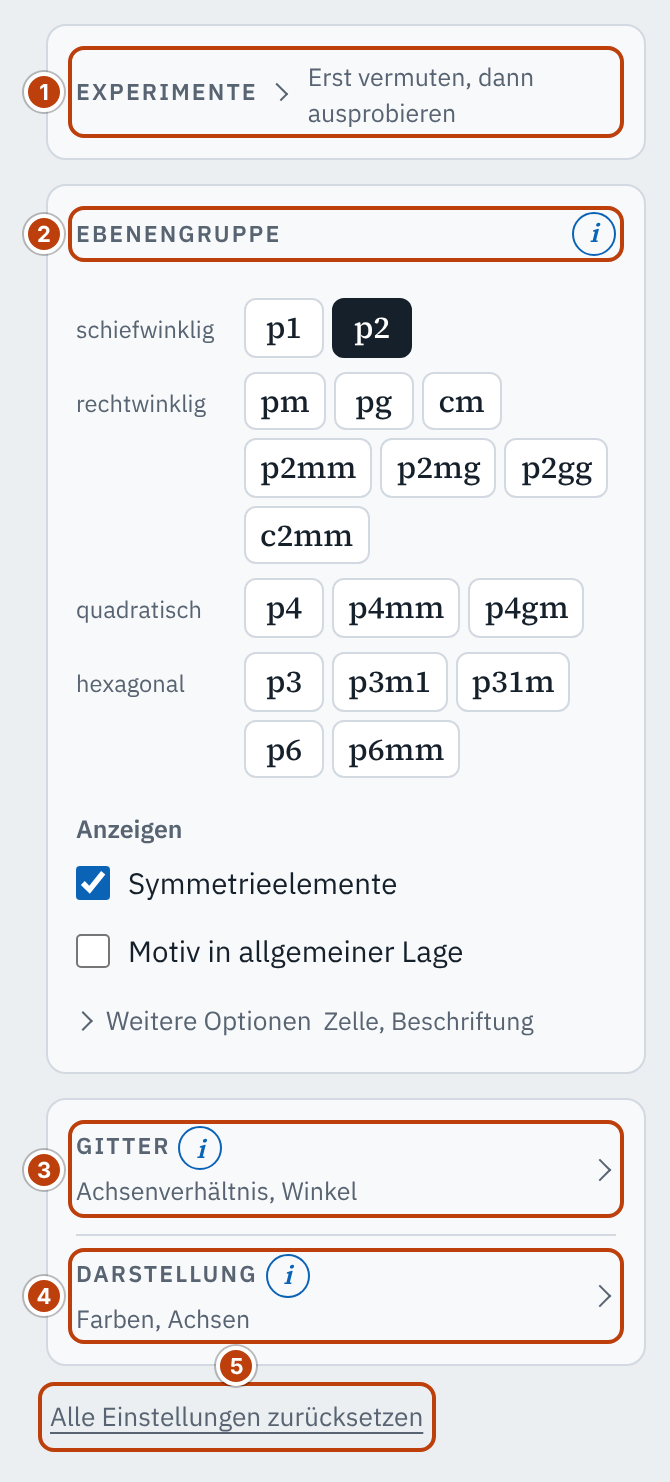 1 EXPERIMENTE > Erst vermuten, dann
ausprobieren
2 EBENENGRUPPE i
schiefwinklig p1 p2
rechtwinklig pm pg cm
p2mm p2mg p2gg
c2mm
quadratisch p4 p4mm p4gm
hexagonal p3 p3m1 p31m
p6 p6mm
Anzeigen
Symmetrieelemente
Motiv in allgemeiner Lage
> Weitere Optionen Zelle, Beschriftung
3 GITTER i
Achsenverhältnis, Winkel
4 DARSTELLUNG i
Farben, Achsen
5
Alle Einstellungen zurücksetzen